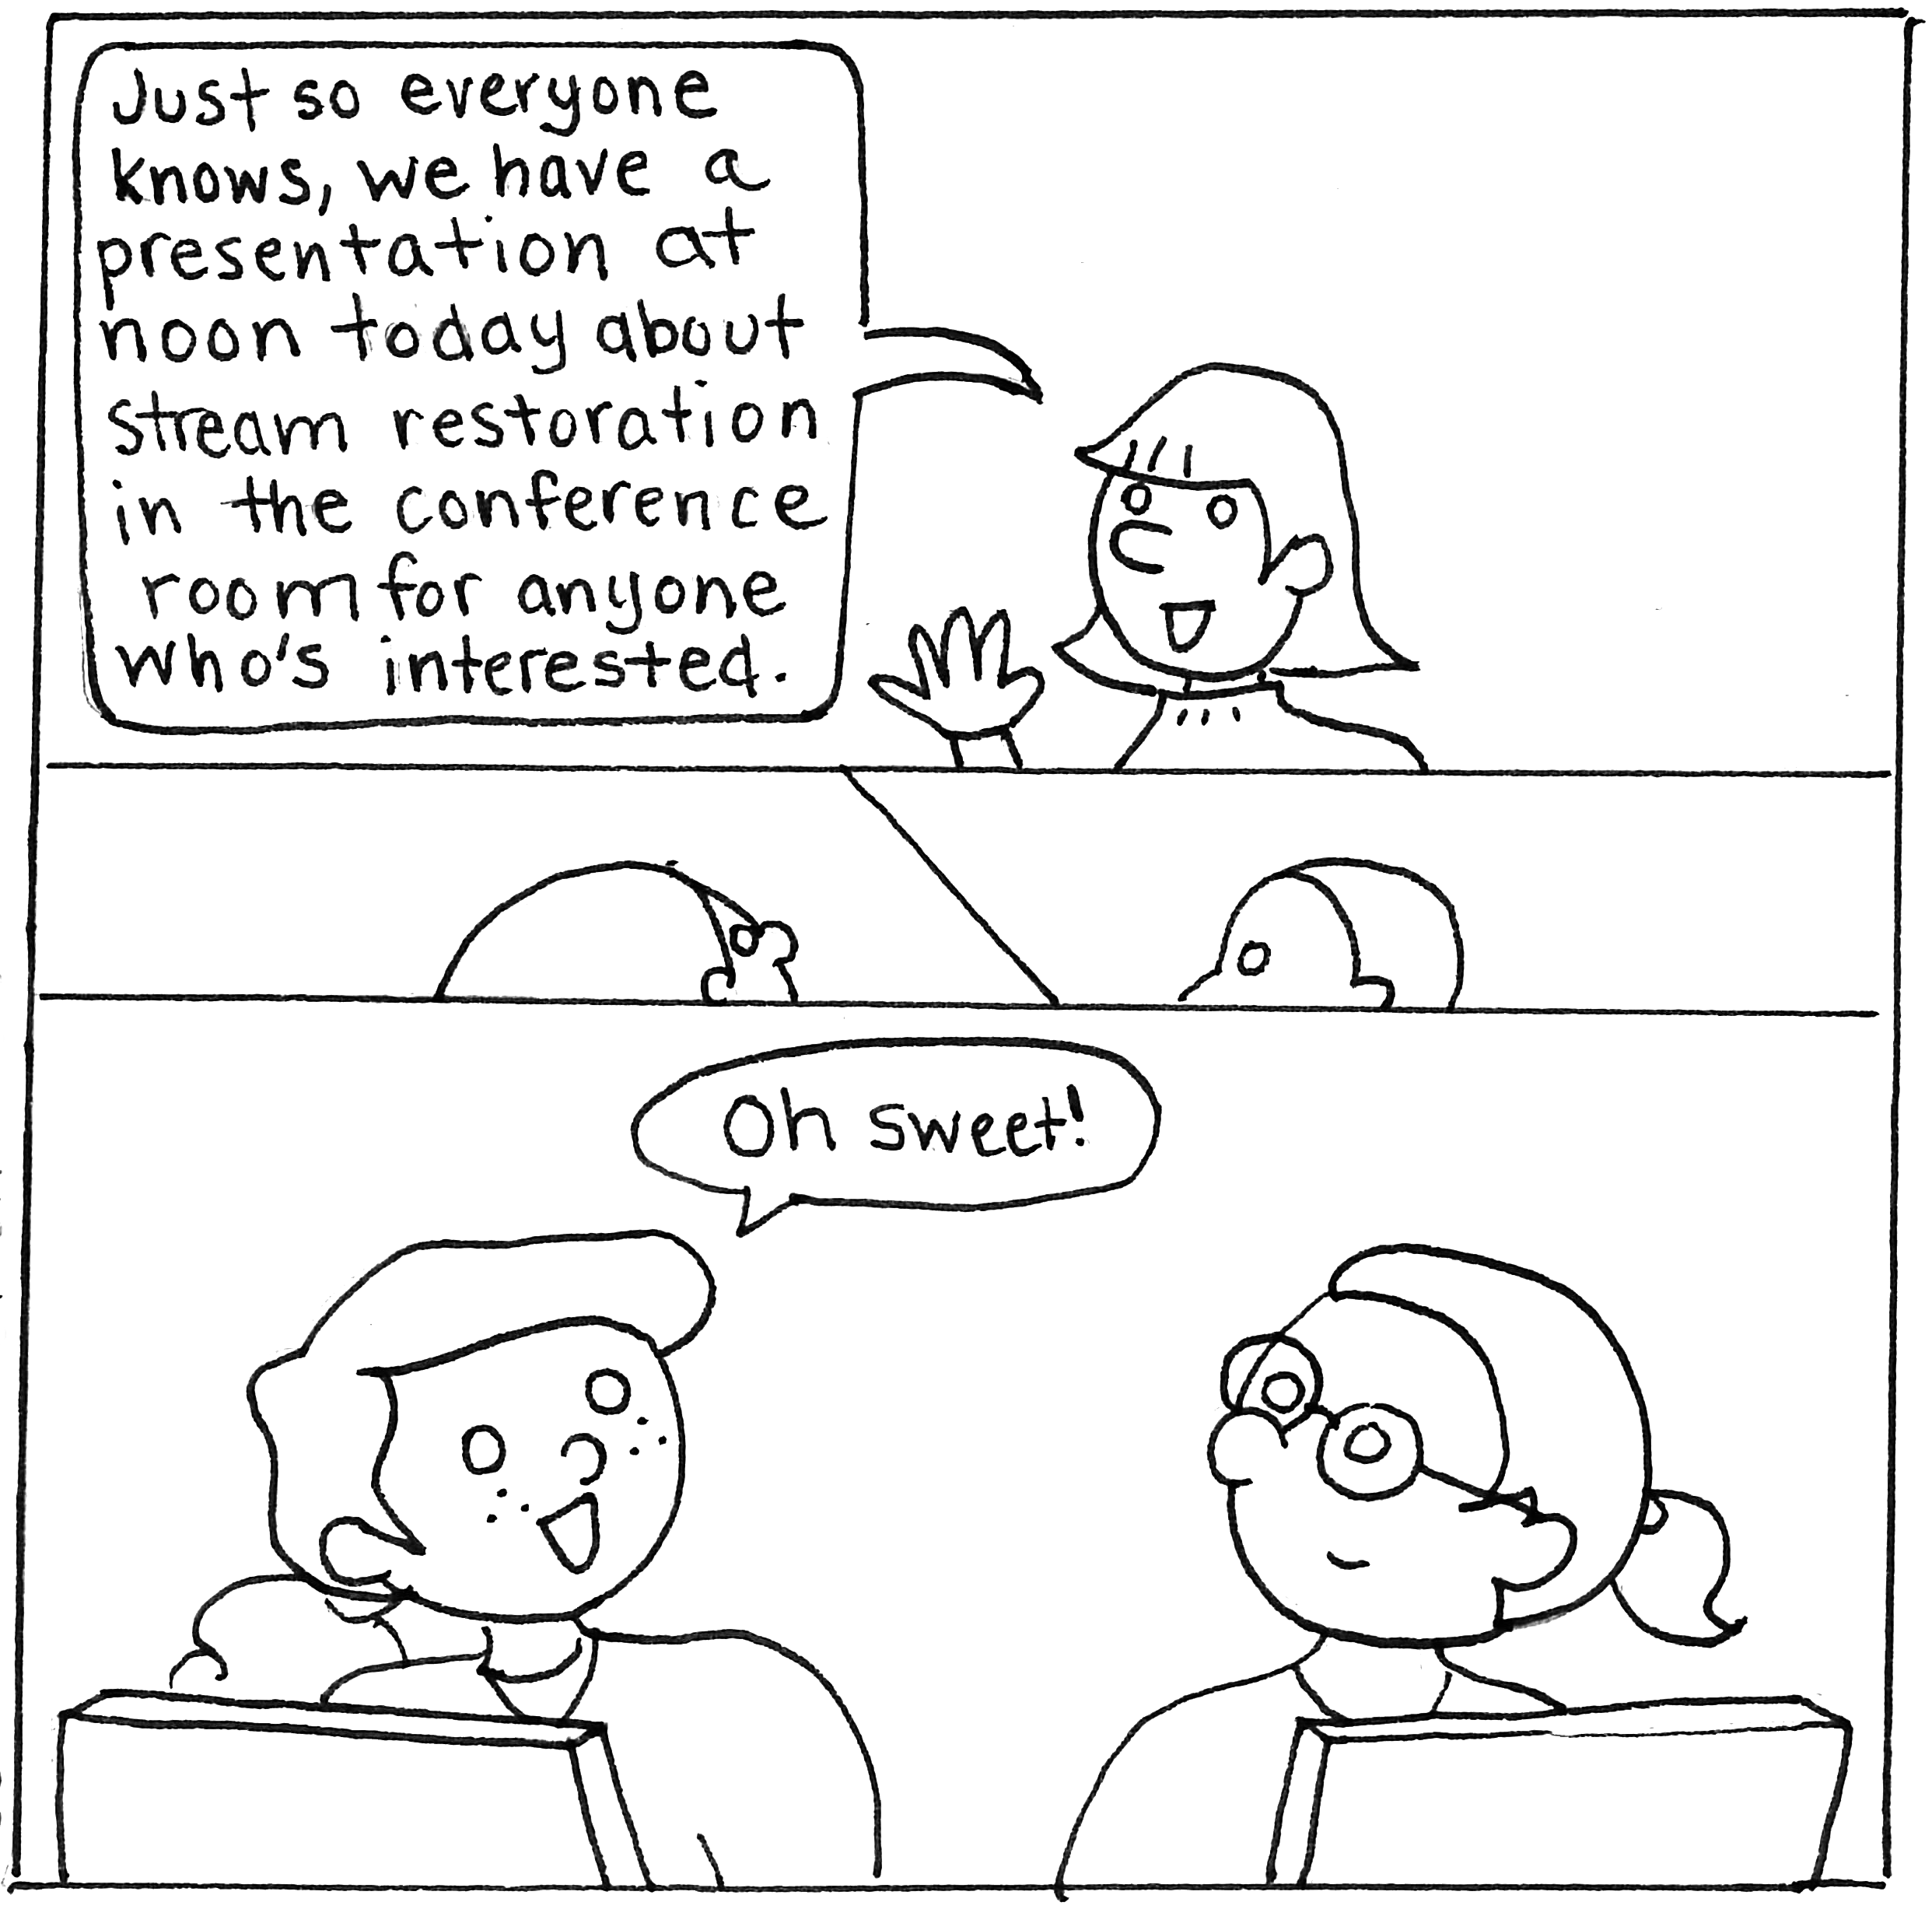 Just so everyone
knows, we have a
presentation at
noon today about
stream restoration
in the conference
room for anyone
who's interested.
Oh sweet!